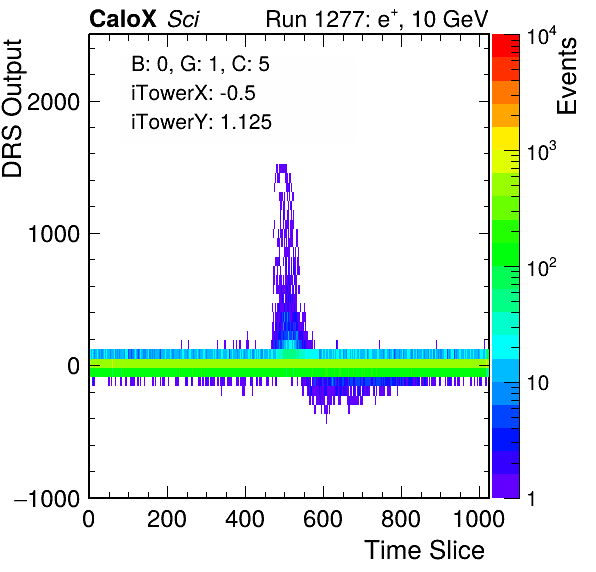 CaloX Sci Run 1277: e+, 10 GeV
B: 0, G: 1, C: 5
iTowerX: -0.5
iTowerY: 1.125
DRS Output
2000
1000
0
−1000
0 200 400 600 800 1000
Time Slice
Events
10^4
10^3
10^2
10
1